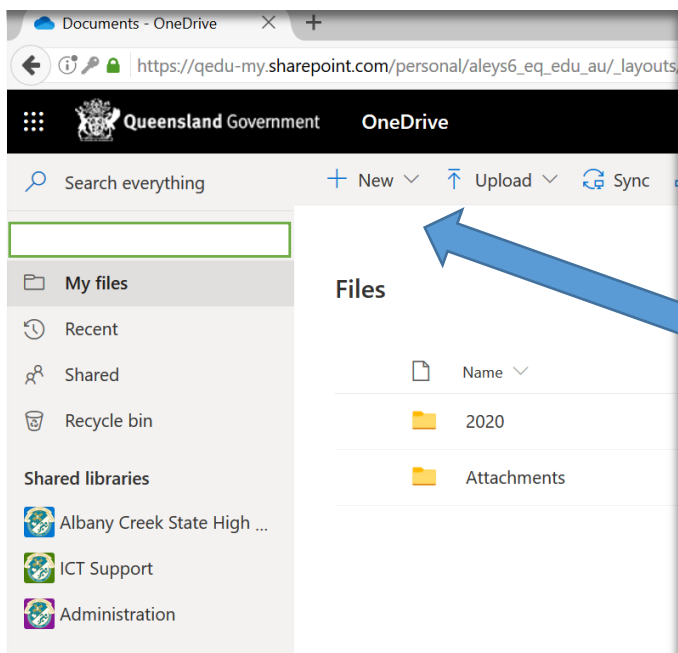 Documents - OneDrive
https://qedu-my.sharepoint.com/personal/aleys6_eq_edu_au/_layouts/
Queensland Government OneDrive
Search everything
New Upload Sync
My files
Files
Recent
Shared
Name
Recycle bin
2020
Shared libraries
Attachments
Albany Creek State High ...
ICT Support
Administration